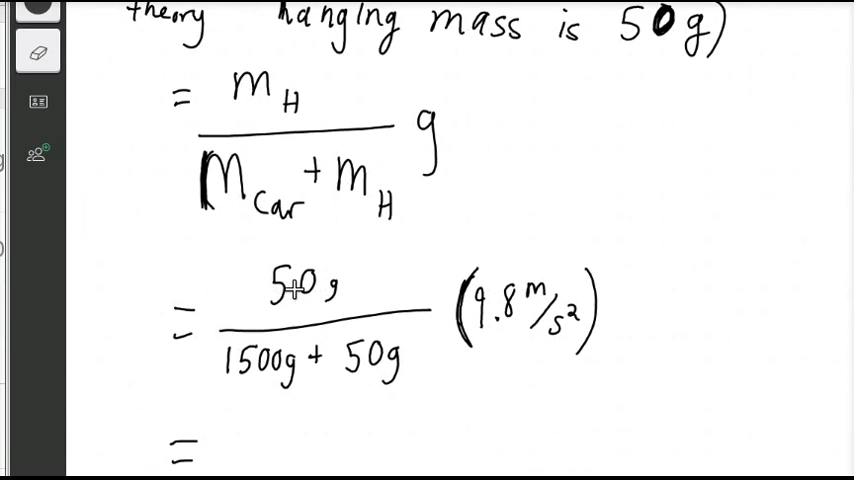 theory hanging mass is 50g)
= m_H
M_Car + m_H g
= 50g
1500g + 50g (9.8 m/s²)
=